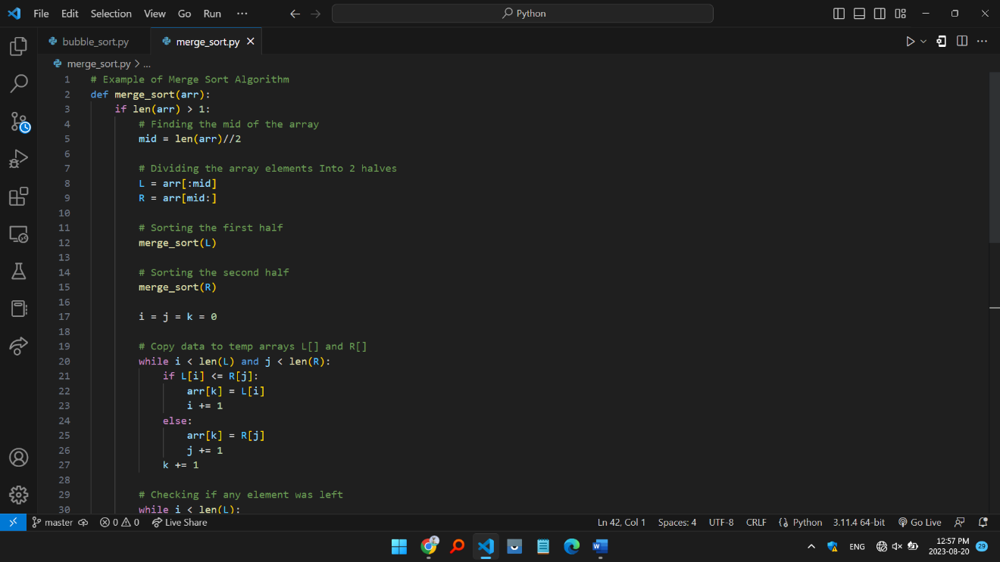 File Edit Selection View Go Run ···
Python
bubble_sort.py merge_sort.py
merge_sort.py > ...
1 # Example of Merge Sort Algorithm
2 def merge_sort(arr):
3 if len(arr) > 1:
4 # Finding the mid of the array
5 mid = len(arr)//2
6
7 # Dividing the array elements Into 2 halves
8 L = arr[:mid]
9 R = arr[mid:]
10
11 # Sorting the first half
12 merge_sort(L)
13
14 # Sorting the second half
15 merge_sort(R)
16
17 i = j = k = 0
18
19 # Copy data to temp arrays L[] and R[]
20 while i < len(L) and j < len(R):
21 if L[i] <= R[j]:
22 arr[k] = L[i]
23 i += 1
24 else:
25 arr[k] = R[j]
26 j += 1
27 k += 1
28
29 # Checking if any element was left
30 while i < len(L):
master 0 0 Live Share Ln 42, Col 1 Spaces: 4 UTF-8 CRLF Python 3.11.4 64-bit Go Live
ENG 12:57 PM
2023-08-20 29